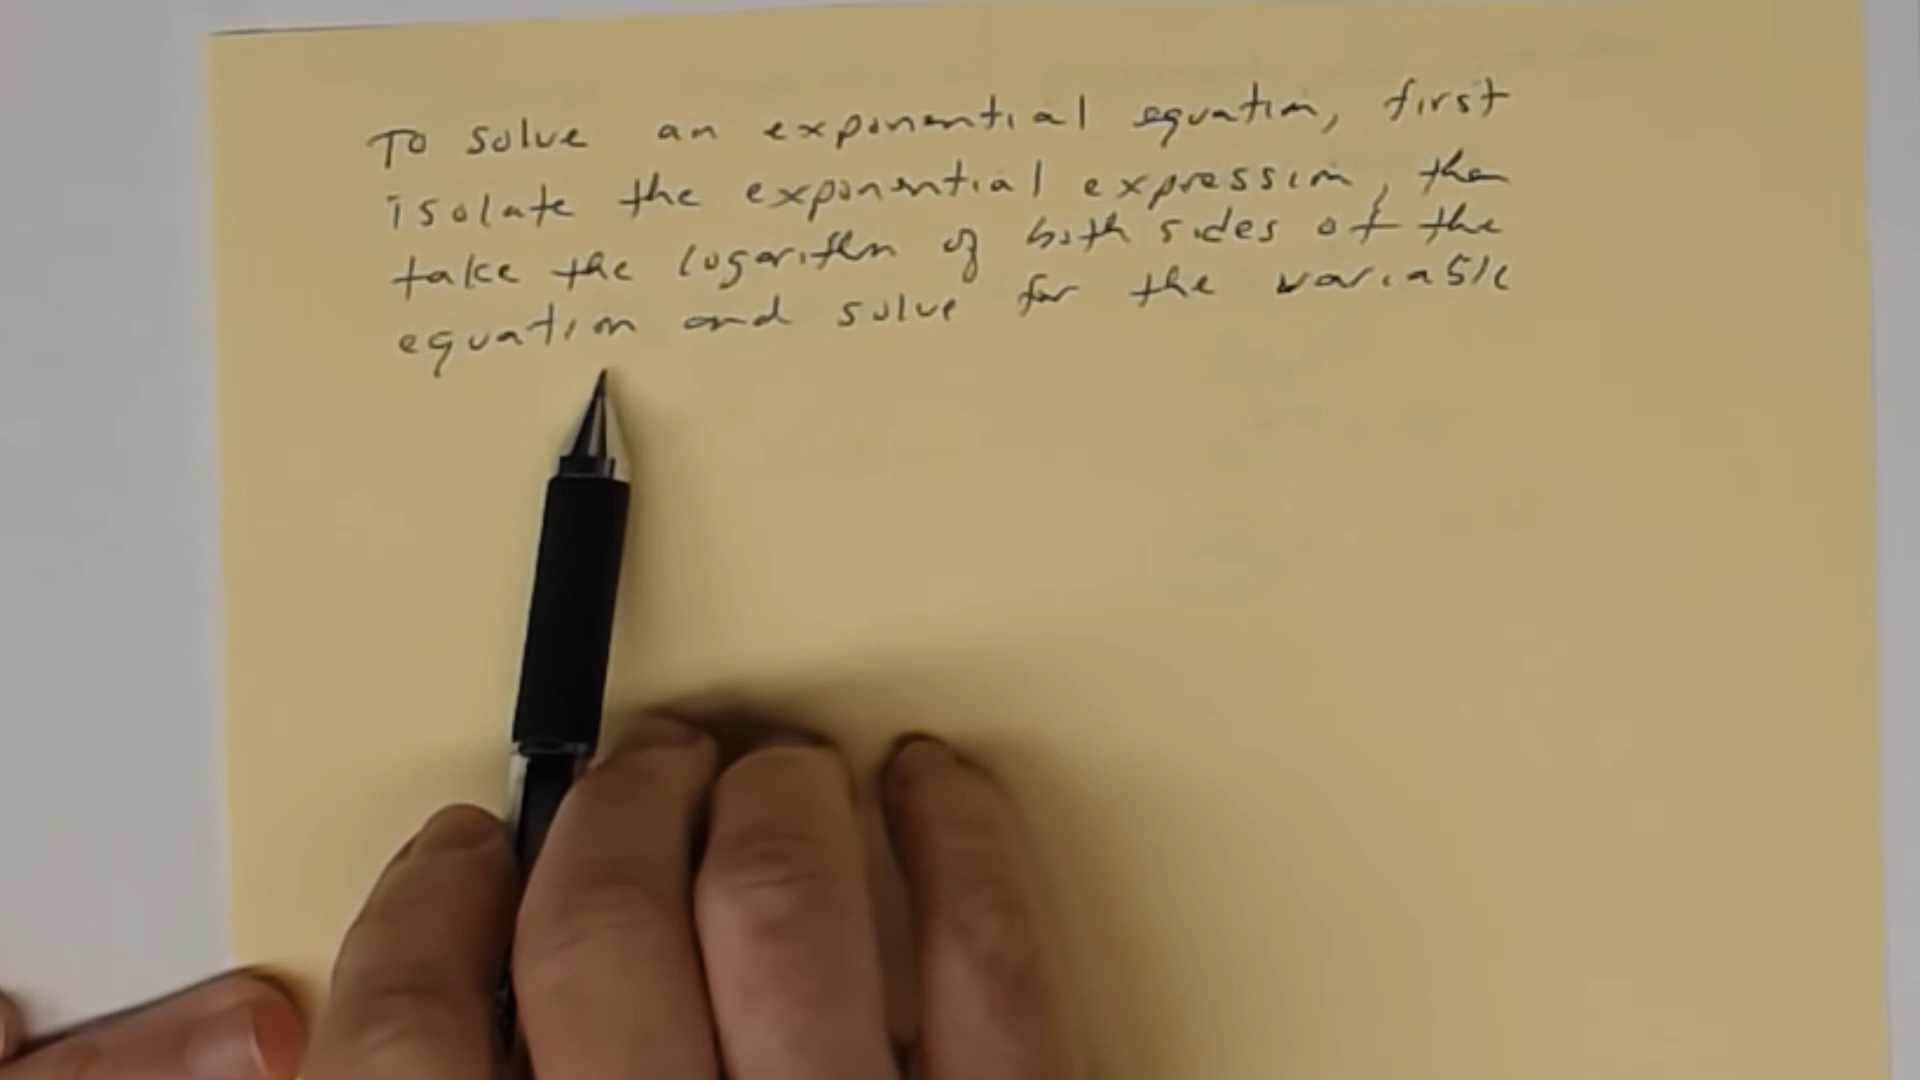 To solve an exponential equation, first
isolate the exponential expression, then
take the logarithm of both sides of the
equation and solve for the variable